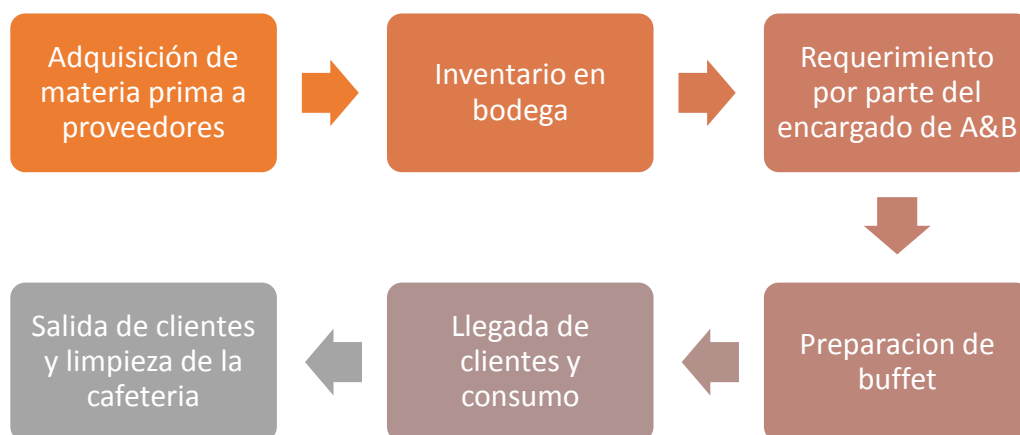 Adquisición de
materia prima a
proveedores
Inventario en
bodega
Requerimiento
por parte del
encargado de A&B
Preparacion de
buffet
Llegada de
clientes y
consumo
Salida de clientes
y limpieza de la
cafeteria